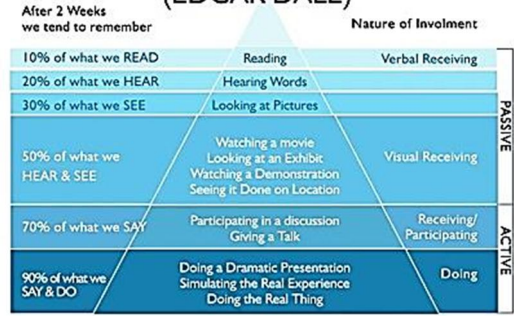 (EDGAR DALE)
After 2 Weeks
we tend to remember
Nature of Involment
10% of what we READ
Reading
Verbal Receiving
20% of what we HEAR
Hearing Words
30% of what we SEE
Looking at Pictures
50% of what we
HEAR & SEE
Watching a movie
Looking at an Exhibit
Watching a Demonstration
Seeing it Done on Location
Visual Receiving
PASSIVE
70% of what we SAY
Participating in a discussion
Giving a Talk
Receiving/
Participating
90% of what we
SAY & DO
Doing a Dramatic Presentation
Simulating the Real Experience
Doing the Real Thing
Doing
ACTIVE